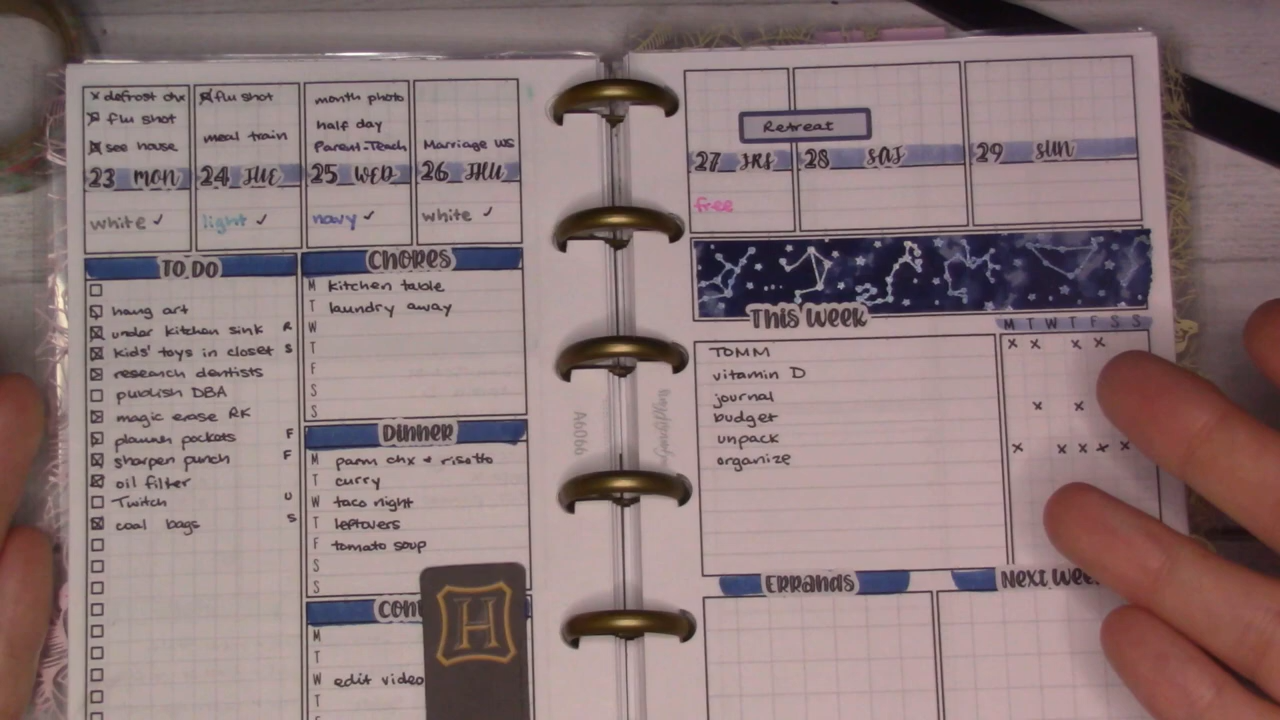 x defrost chx
flu shot
see house
23 MON
white ✓
flu shot
meal train
24 TUE
light ✓
month photo
half day
Parent-Teach
25 WED
navy ✓
Marriage WS
26 THU
white ✓
TO DO
hang art
under kitchen sink R
kids' toys in closet S
research dentists
publish DBA
magic erase RK
planner pockets F
sharpen punch F
oil filter
Twitch U
coal bags S
CHORES
M kitchen table
T laundry away
W
T
F
S
S
DINNER
M parm chx + risotto
T curry
W taco night
T leftovers
F tomato soup
S
S
M
T
W edit video
T
H
A6066
Retreat
27 FRI
28 SAT
29 SUN
free
THIS WEEK
M T W T F S S
TOMM x x x x
vitamin D
journal
budget x x
unpack
organize x x x x x
ERRANDS
NEXT